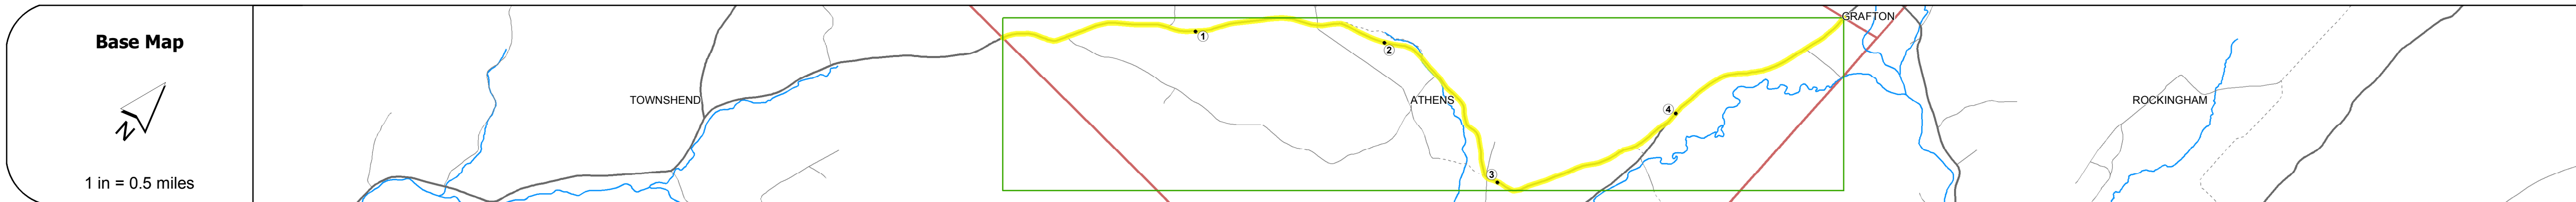 Base Map
N
1 in = 0.5 miles
TOWNSHEND
1
2
ATHENS
3
4
GRAFTON
ROCKINGHAM